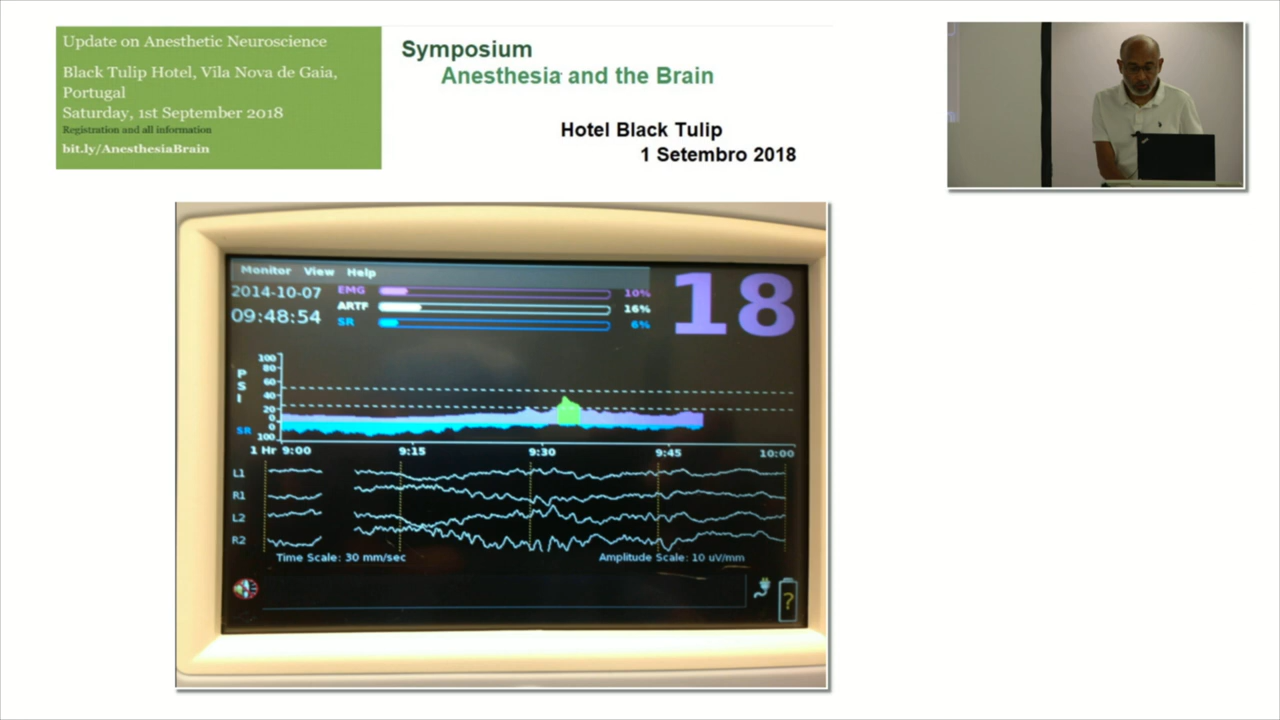 Update on Anesthetic Neuroscience
Black Tulip Hotel, Vila Nova de Gaia,
Portugal
Saturday, 1st September 2018
Registration and all information
bit.ly/AnesthesiaBrain
Symposium
Anesthesia and the Brain
Hotel Black Tulip
1 Setembro 2018
Monitor View Help
2014-10-07
09:48:54
EMG 10%
ARTF 16%
SR 6%
18
PSI
100
80
60
40
20
0
0
SR 100
1 Hr 9:00 9:15 9:30 9:45 10:00
L1
R1
L2
R2
Time Scale: 30 mm/sec Amplitude Scale: 10 uV/mm
?